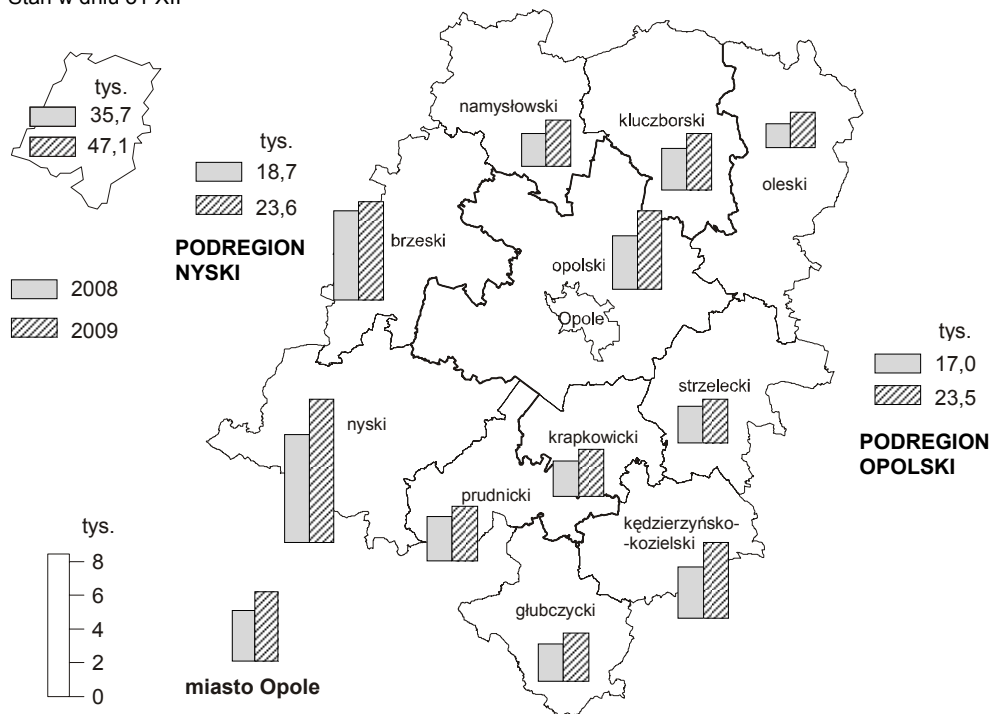 Stan w dniu 31 XII
tys.
35,7
47,1
tys.
18,7
23,6
PODREGION
NYSKI
2008
2009
namysłowski
kluczborski
oleski
brzeski
opolski
Opole
tys.
17,0
23,5
PODREGION
OPOLSKI
strzelecki
nyski
krapkowicki
prudnicki
kędzierzyńsko-
-kozielski
głubczycki
tys.
8
6
4
2
0
miasto Opole